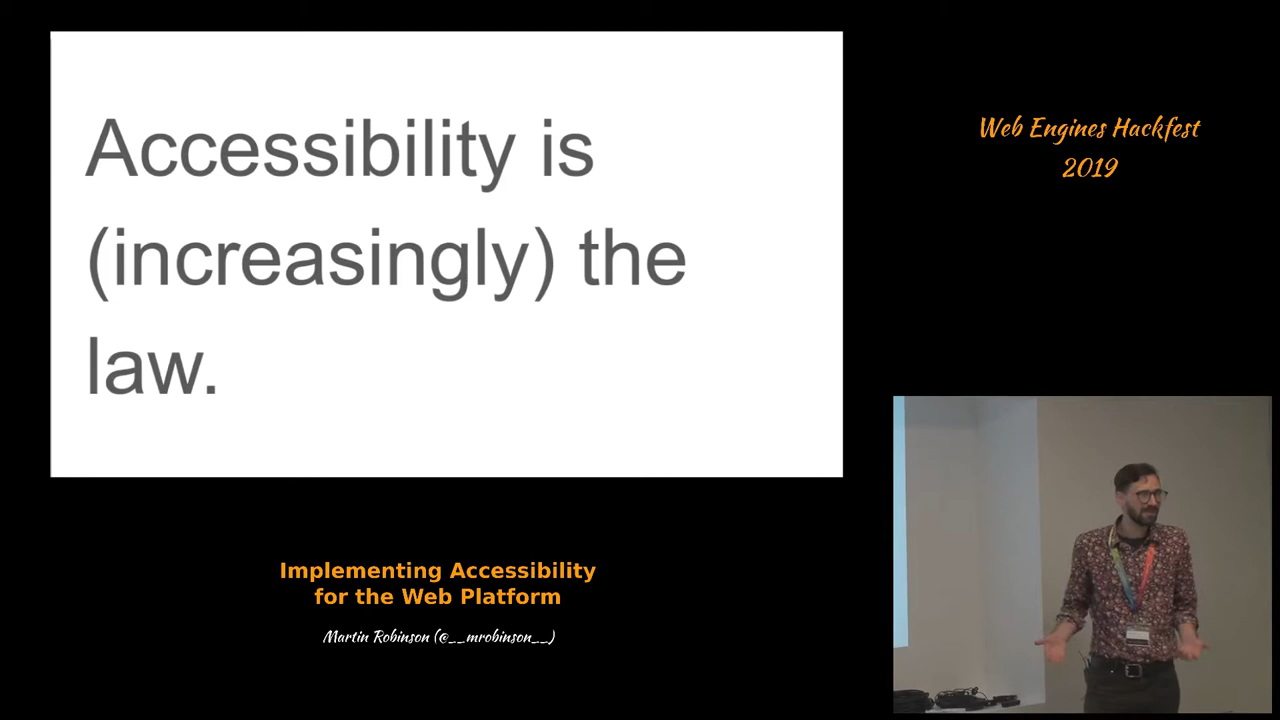 Accessibility is
(increasingly) the
law.
Web Engines Hackfest
2019
Implementing Accessibility
for the Web Platform
Martin Robinson (@__mrobinson__)